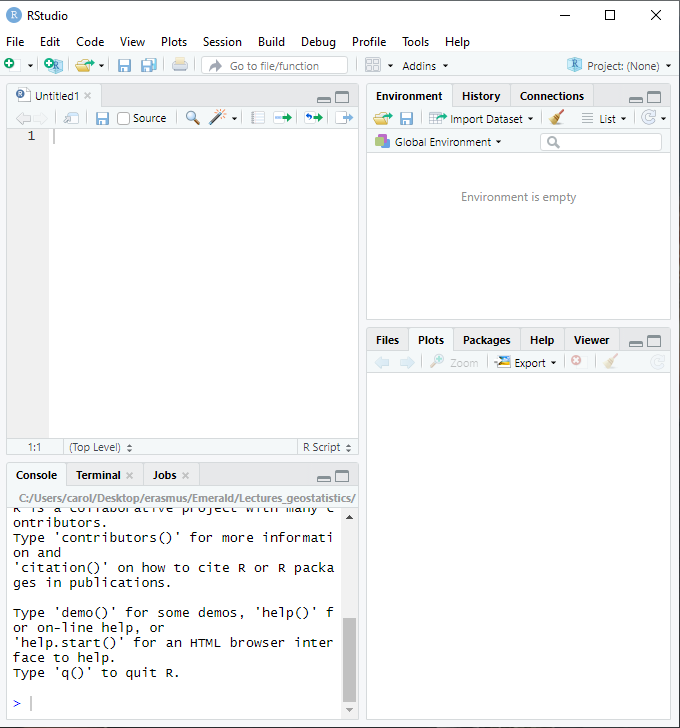 RStudio
File Edit Code View Plots Session Build Debug Profile Tools Help
Go to file/function Addins Project: (None)
Untitled1
Source
1
1:1 (Top Level) R Script
Console Terminal Jobs
C:/Users/carol/Desktop/erasmus/Emerald/Lectures_geostatistics/
R is a collaborative project with many c
ontributors.
Type 'contributors()' for more informati
on and
'citation()' on how to cite R or R packa
ges in publications.
Type 'demo()' for some demos, 'help()' f
or on-line help, or
'help.start()' for an HTML browser inter
face to help.
Type 'q()' to quit R.
>
Environment History Connections
Import Dataset List
Global Environment
Environment is empty
Files Plots Packages Help Viewer
Zoom Export